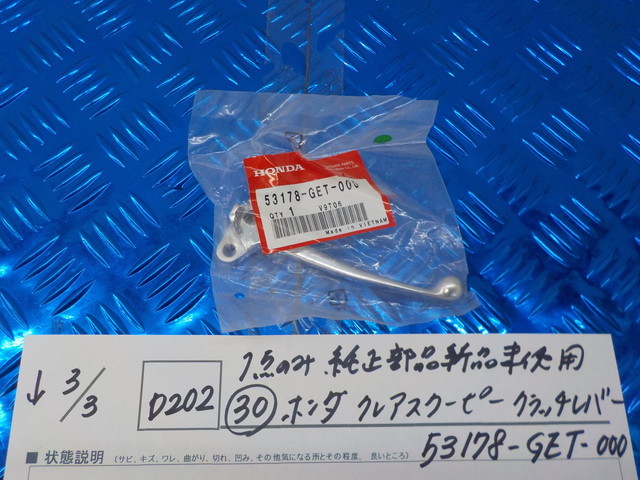 HONDA
53178-GET-000
QTY 1 V9706
Made in VIETNAM
↓ 3/3 D202
1点のみ 純正部品新品未使用
㉚ ホンダ クレアスクーピー クラッチレバー
53178-GET-000
■ 状態説明 (サビ、キズ、ワレ、曲がり、切れ、凹み、その他気になる所とその程度、良いところ)